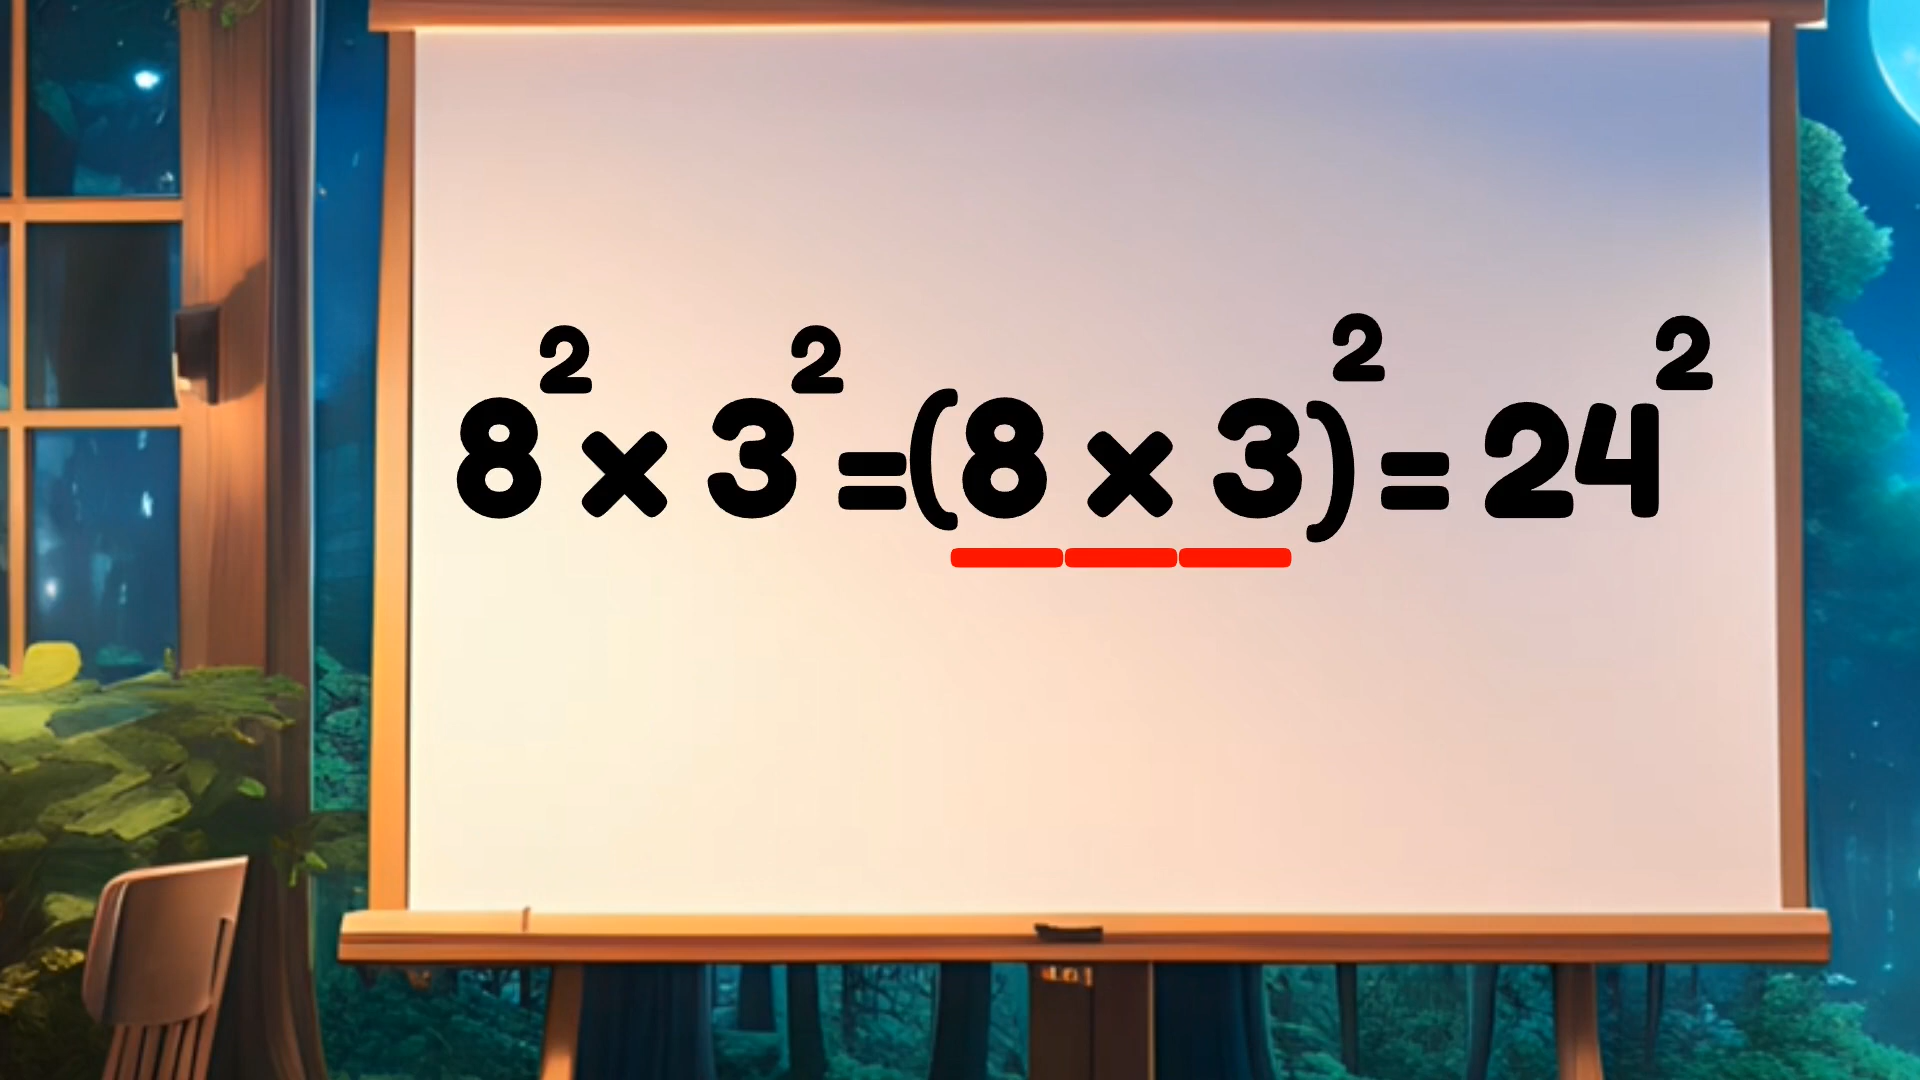 8² × 3² = (8 × 3)² = 24²